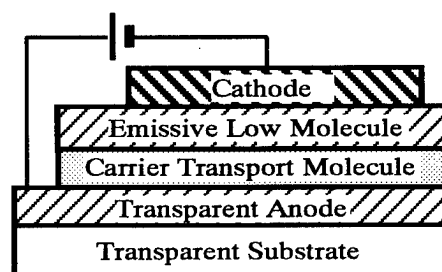 Cathode
Emissive Low Molecule
Carrier Transport Molecule
Transparent Anode
Transparent Substrate